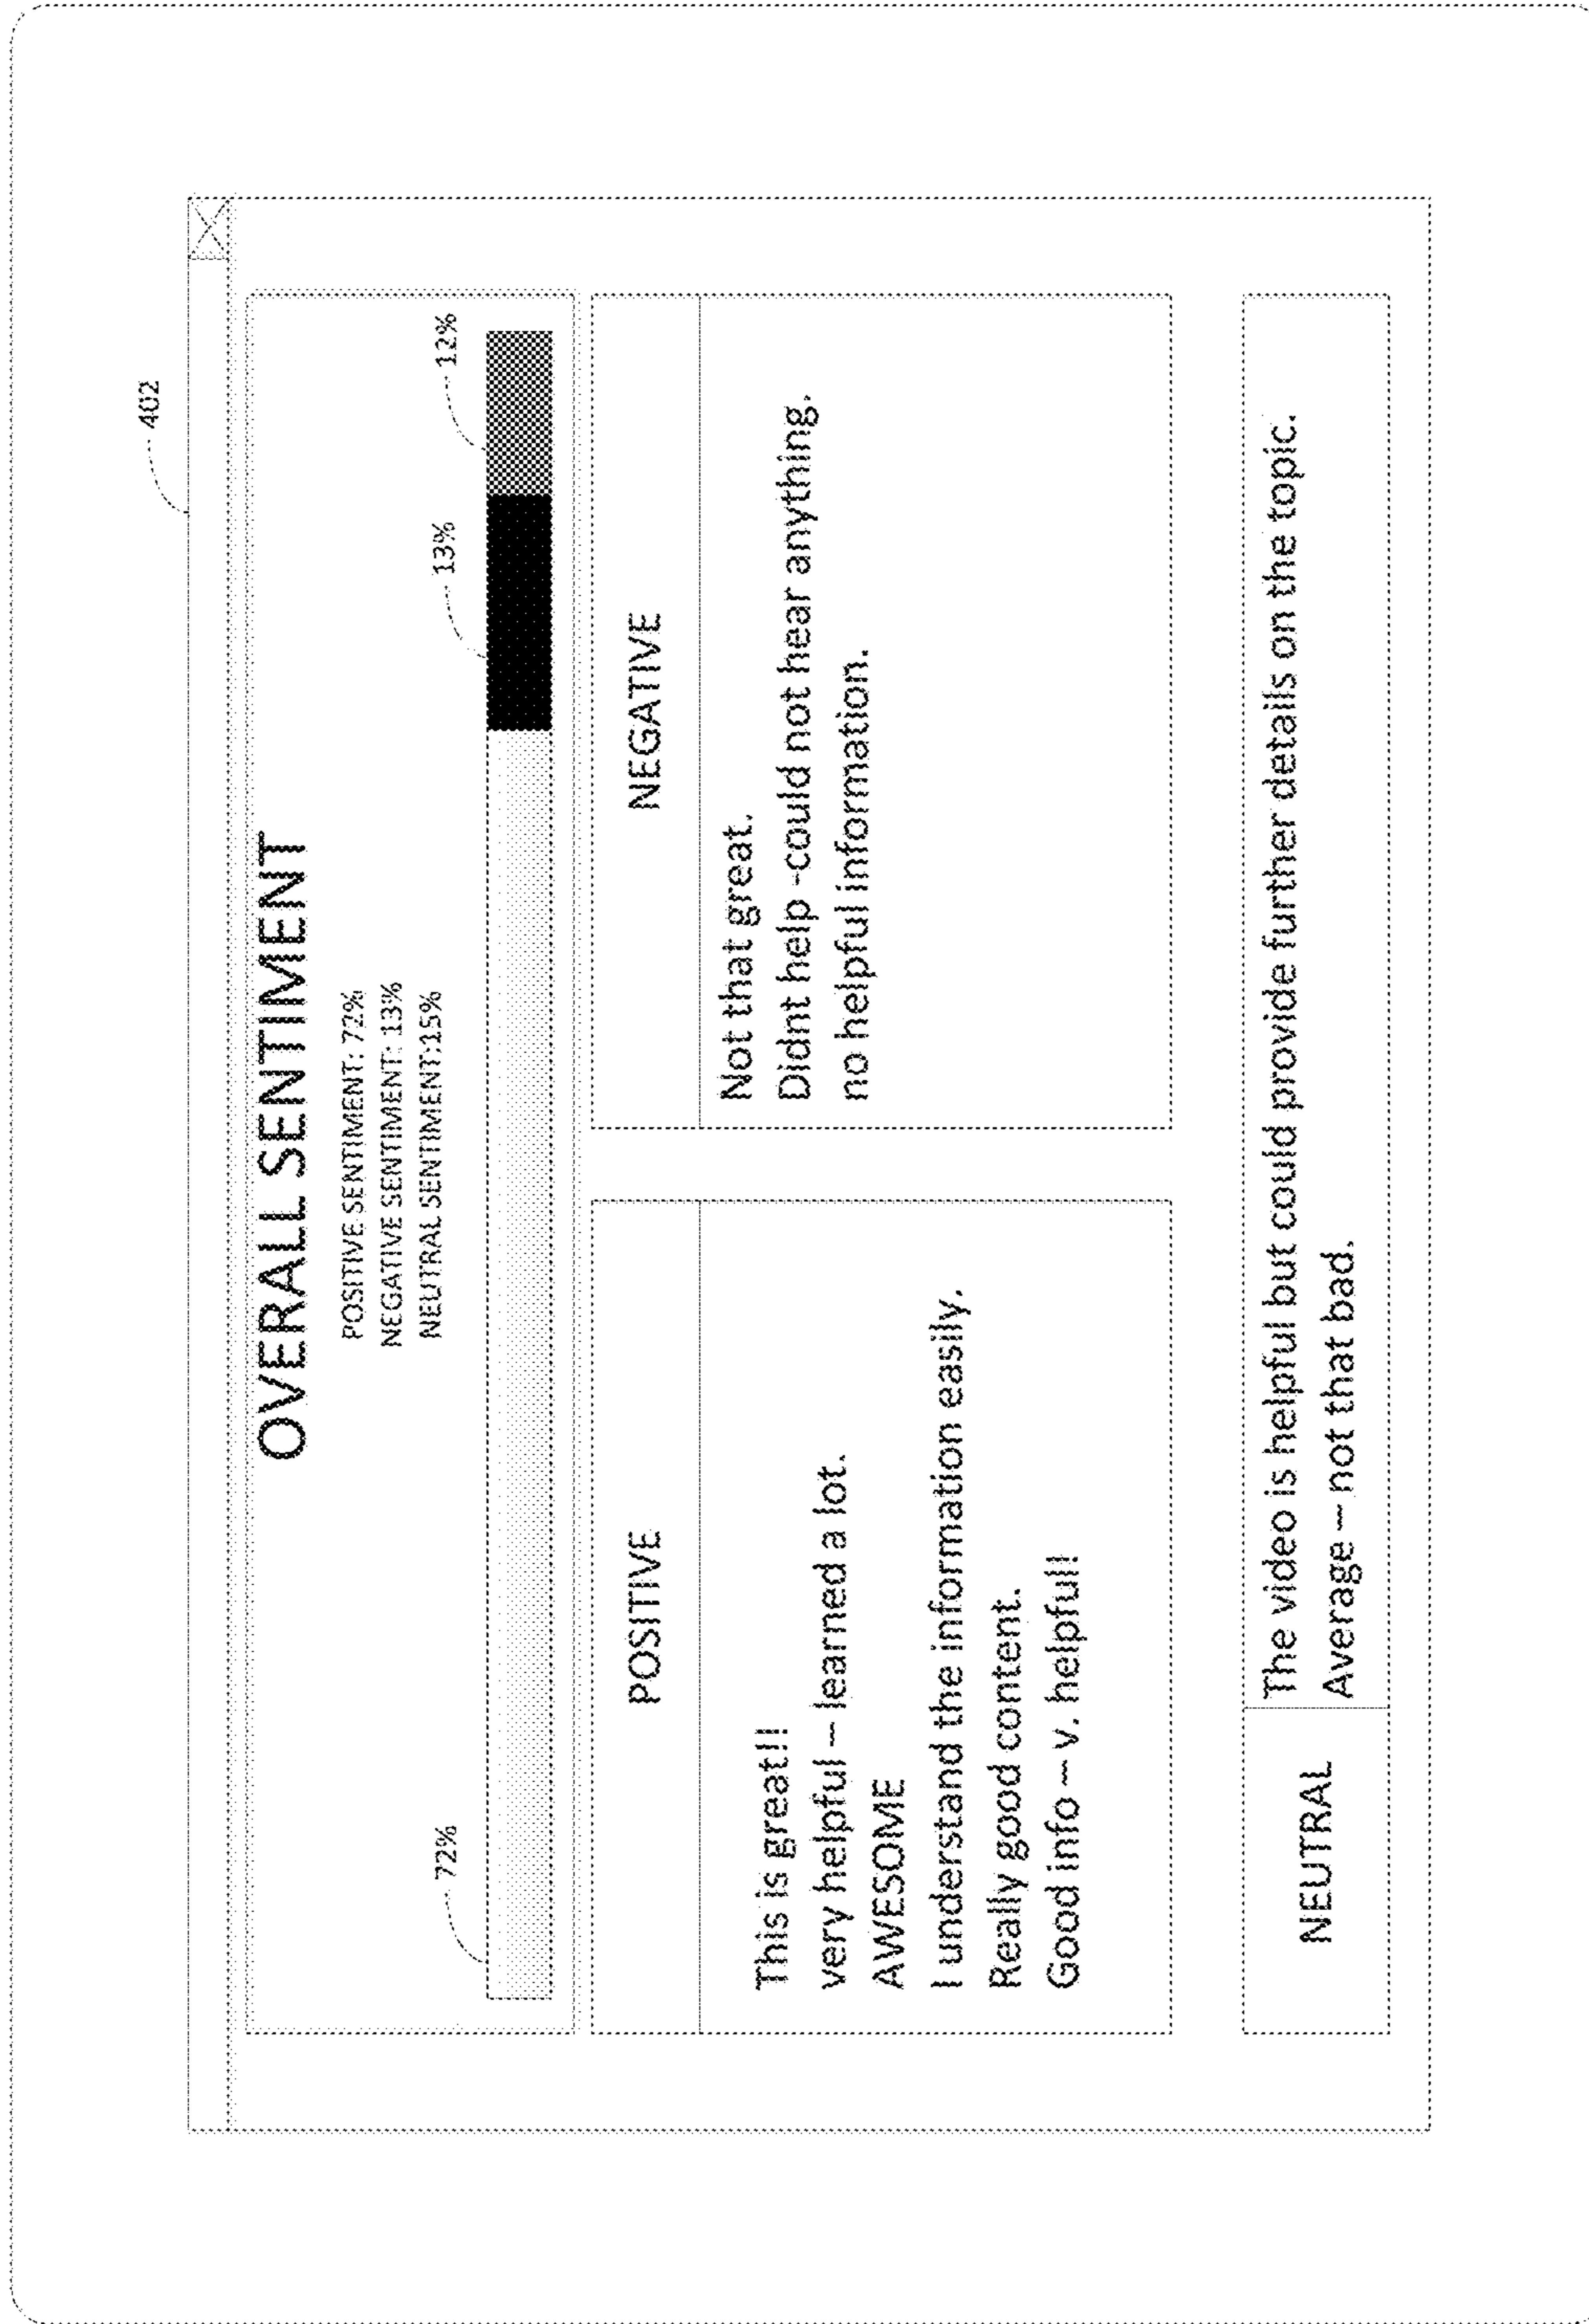 402
OVERALL SENTIMENT
POSITIVE SENTIMENT: 72%
NEGATIVE SENTIMENT: 13%
NEUTRAL SENTIMENT:15%
72%
13%
12%
POSITIVE
This is great!!!
very helpful – learned a lot.
AWESOME
I understand the information easily.
Really good content.
Good info – v. helpful!
NEGATIVE
Not that great.
Didnt help -could not hear anything.
no helpful information.
NEUTRAL
The video is helpful but could provide further details on the topic.
Average – not that bad.